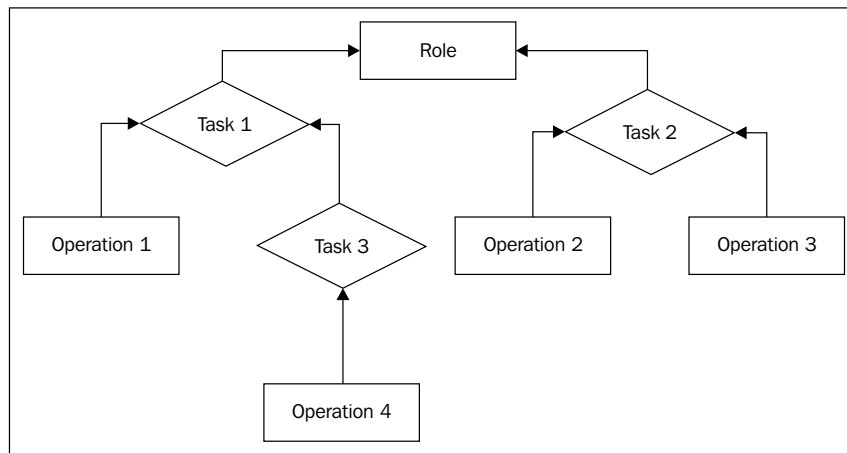 Role
Task 1
Task 2
Operation 1
Task 3
Operation 2
Operation 3
Operation 4